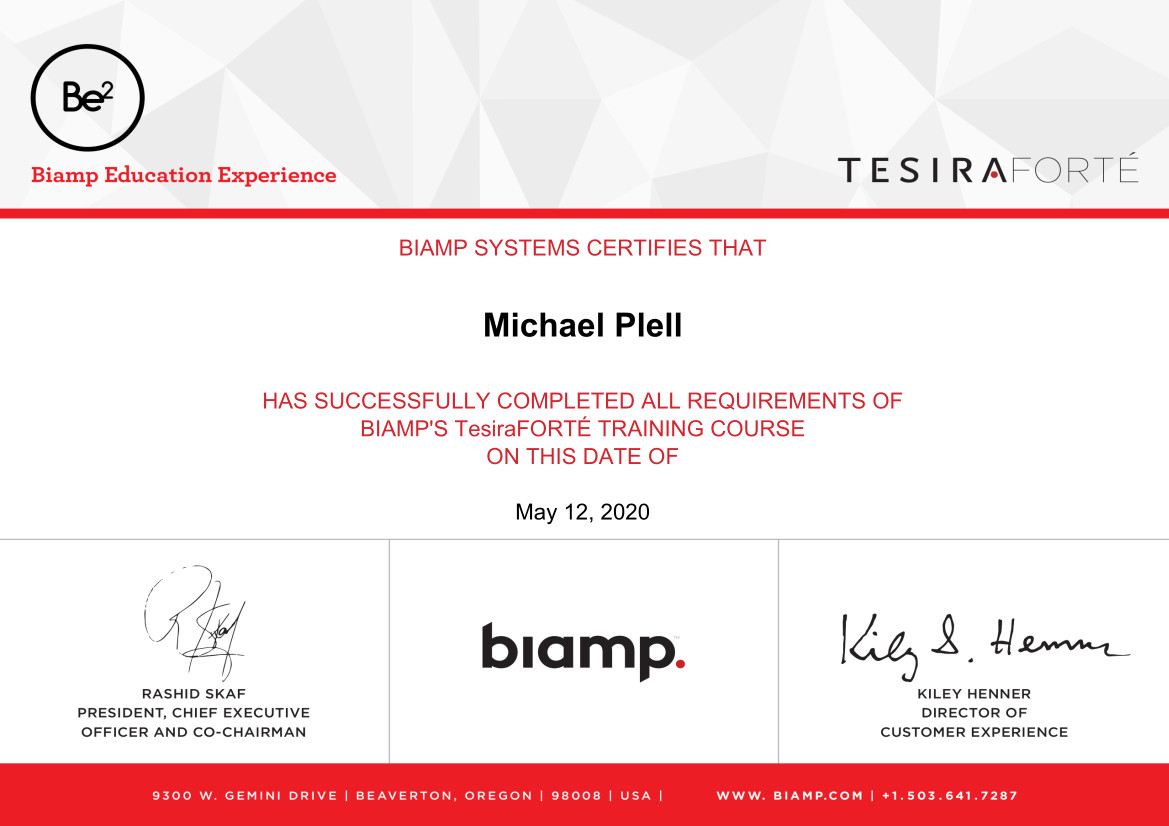 Be²
Biamp Education Experience
TESIRAFORTÉ
BIAMP SYSTEMS CERTIFIES THAT
Michael Plell
HAS SUCCESSFULLY COMPLETED ALL REQUIREMENTS OF
BIAMP'S TesiraFORTÉ TRAINING COURSE
ON THIS DATE OF
May 12, 2020
RASHID SKAF
PRESIDENT, CHIEF EXECUTIVE
OFFICER AND CO-CHAIRMAN
biamp.™
Kiley S. Henner
KILEY HENNER
DIRECTOR OF
CUSTOMER EXPERIENCE
9300 W. GEMINI DRIVE | BEAVERTON, OREGON | 98008 | USA | WWW. BIAMP.COM | +1.503.641.7287